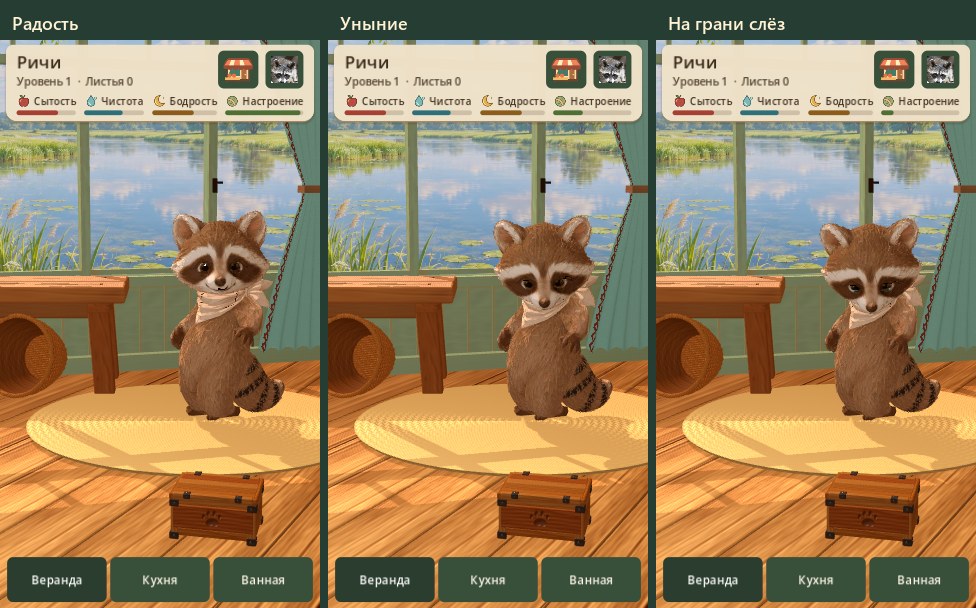 Радость
Ричи
Уровень 1 · Листья 0
Сытость Чистота Бодрость Настроение
Веранда Кухня Ванная
Уныние
Ричи
Уровень 1 · Листья 0
Сытость Чистота Бодрость Настроение
Веранда Кухня Ванная
На грани слёз
Ричи
Уровень 1 · Листья 0
Сытость Чистота Бодрость Настроение
Веранда Кухня Ванная